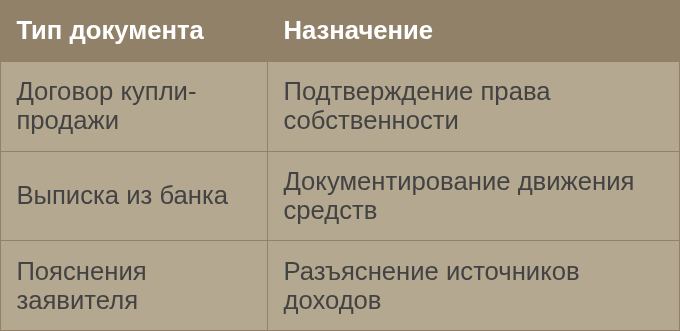 Тип документа
Назначение
Договор купли-
продажи
Подтверждение права
собственности
Выписка из банка
Документирование движения
средств
Пояснения
заявителя
Разъяснение источников
доходов